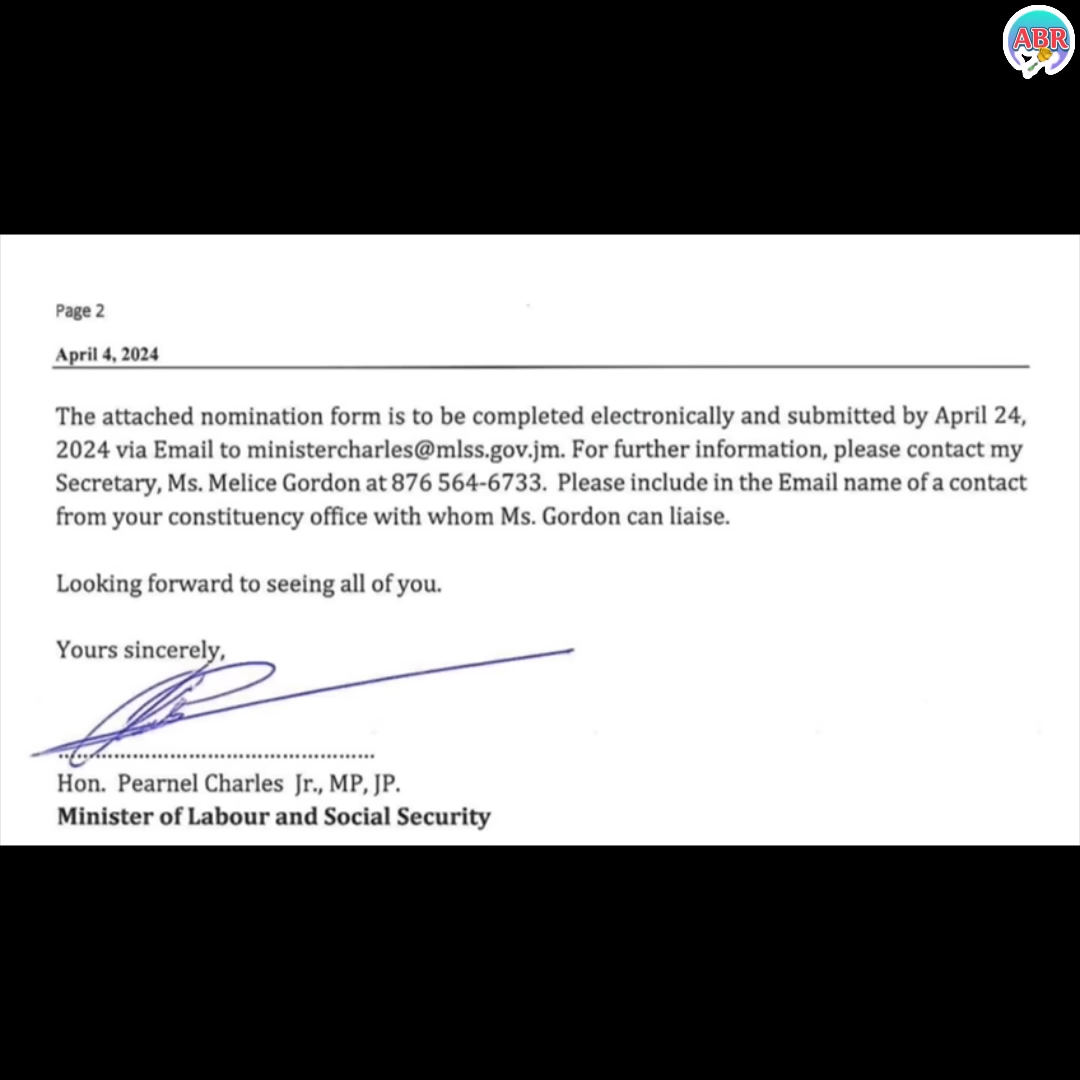 ABR
Page 2
April 4, 2024
The attached nomination form is to be completed electronically and submitted by April 24,
2024 via Email to ministercharles@mlss.gov.jm. For further information, please contact my
Secretary, Ms. Melice Gordon at 876 564-6733.  Please include in the Email name of a contact
from your constituency office with whom Ms. Gordon can liaise.
Looking forward to seeing all of you.
Yours sincerely,
Hon.  Pearnel Charles  Jr., MP, JP.
Minister of Labour and Social Security